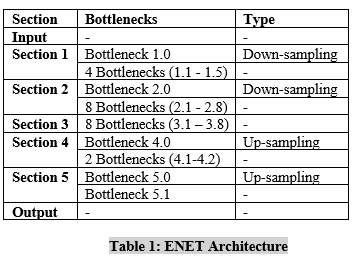 Section Bottlenecks Type
Input - -
Section 1 Bottleneck 1.0 Down-sampling
4 Bottlenecks (1.1 - 1.5) -
Section 2 Bottleneck 2.0 Down-sampling
8 Bottlenecks (2.1 - 2.8) -
Section 3 8 Bottlenecks (3.1 – 3.8) -
Section 4 Bottleneck 4.0 Up-sampling
2 Bottlenecks (4.1-4.2) -
Section 5 Bottleneck 5.0 Up-sampling
Bottleneck 5.1 -
Output - -
Table 1: ENET Architecture